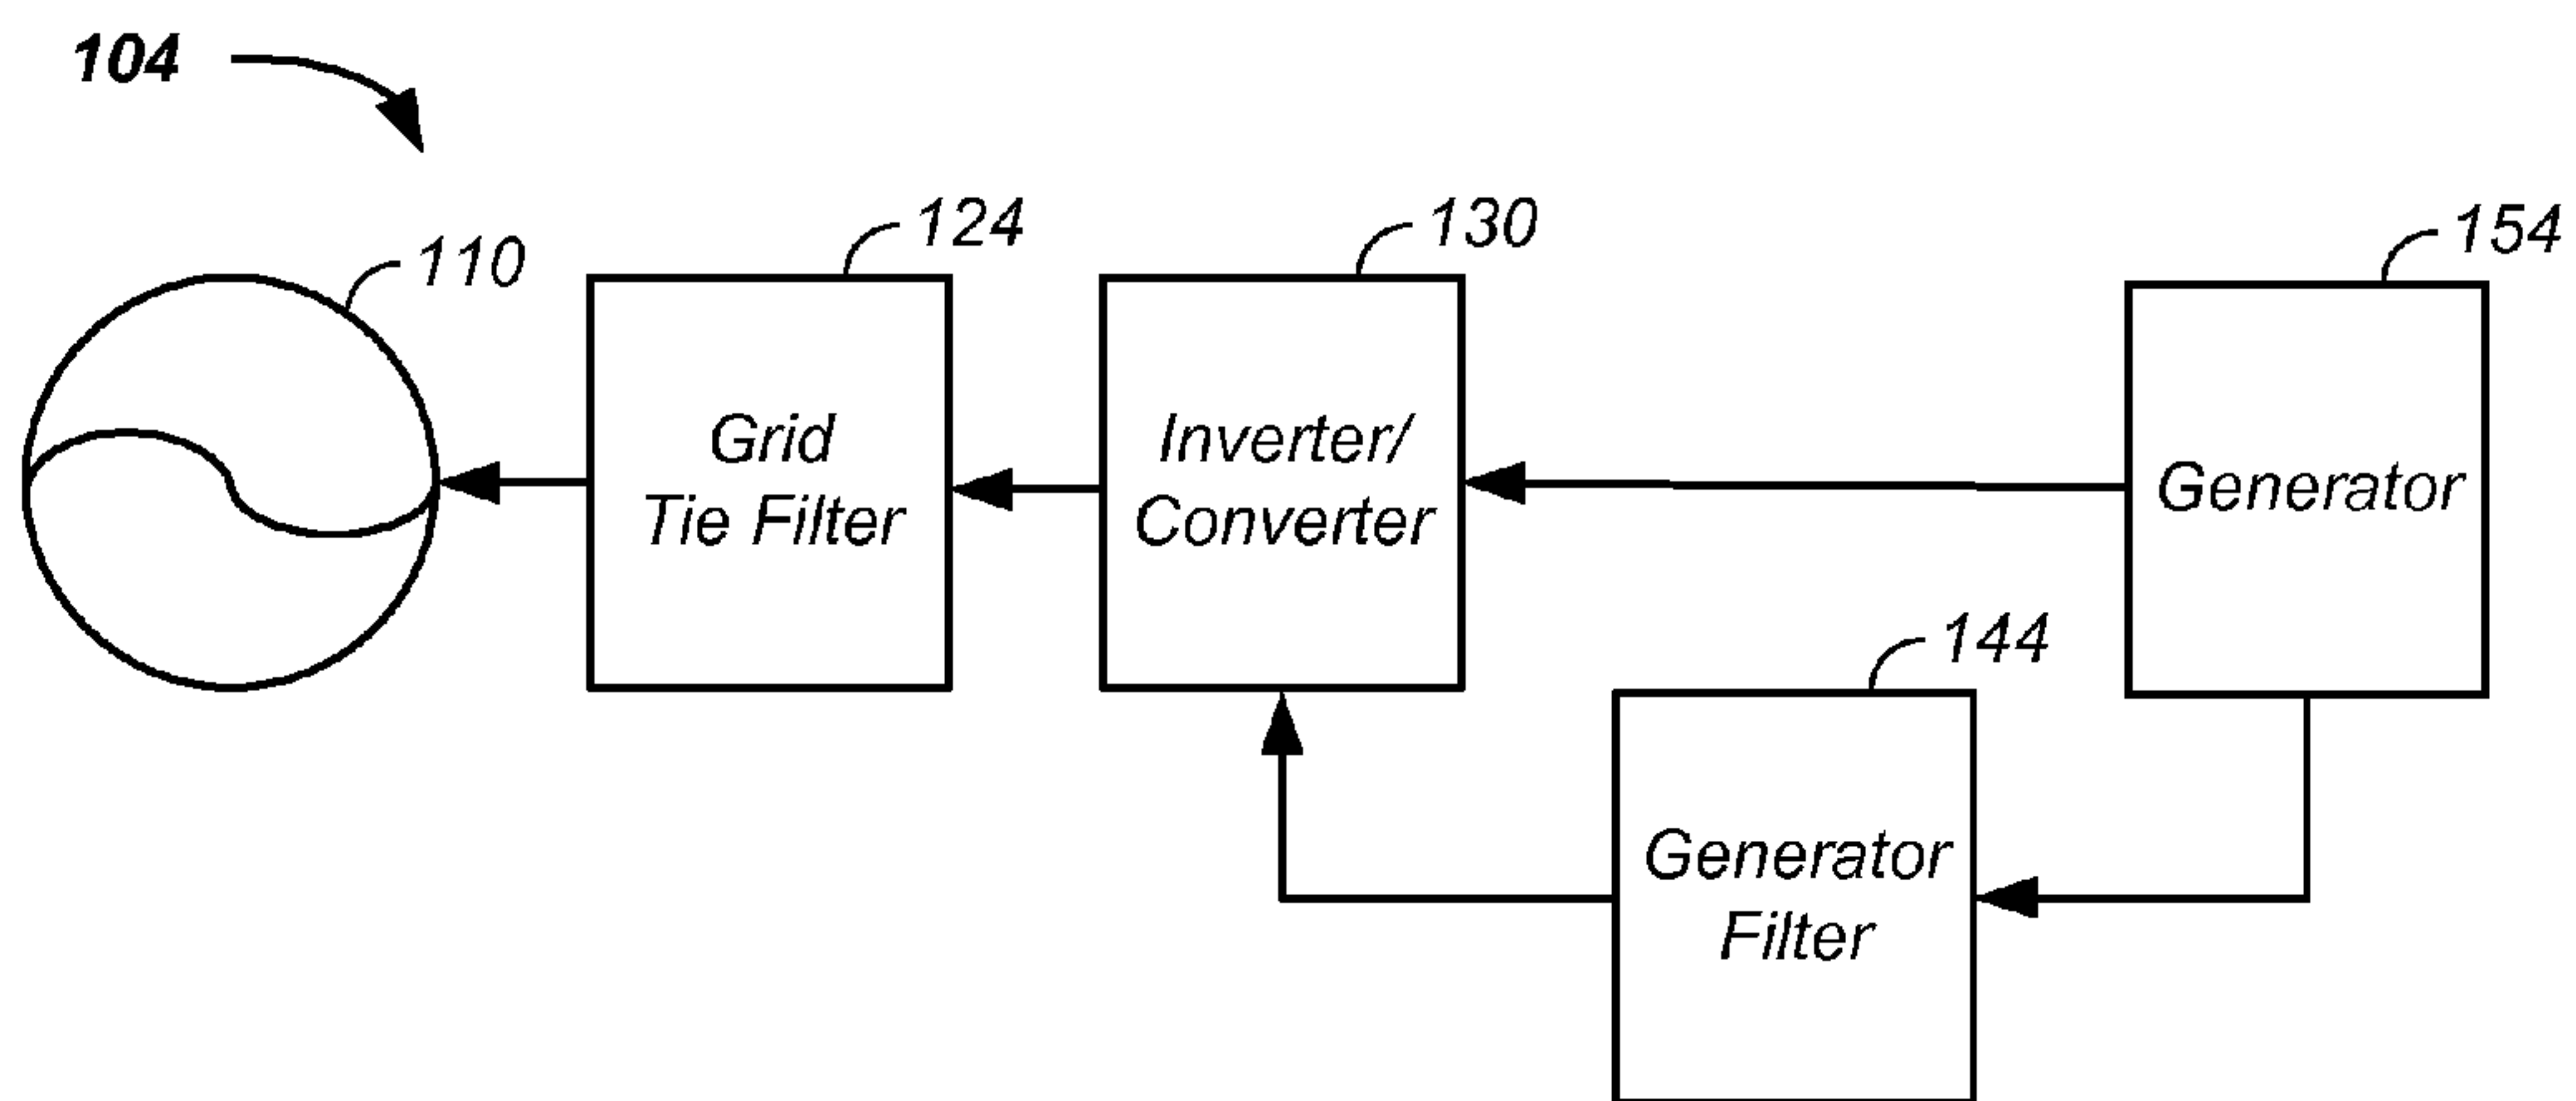 104
110
124
130
154
Grid
Tie Filter
Inverter/
Converter
Generator
144
Generator
Filter